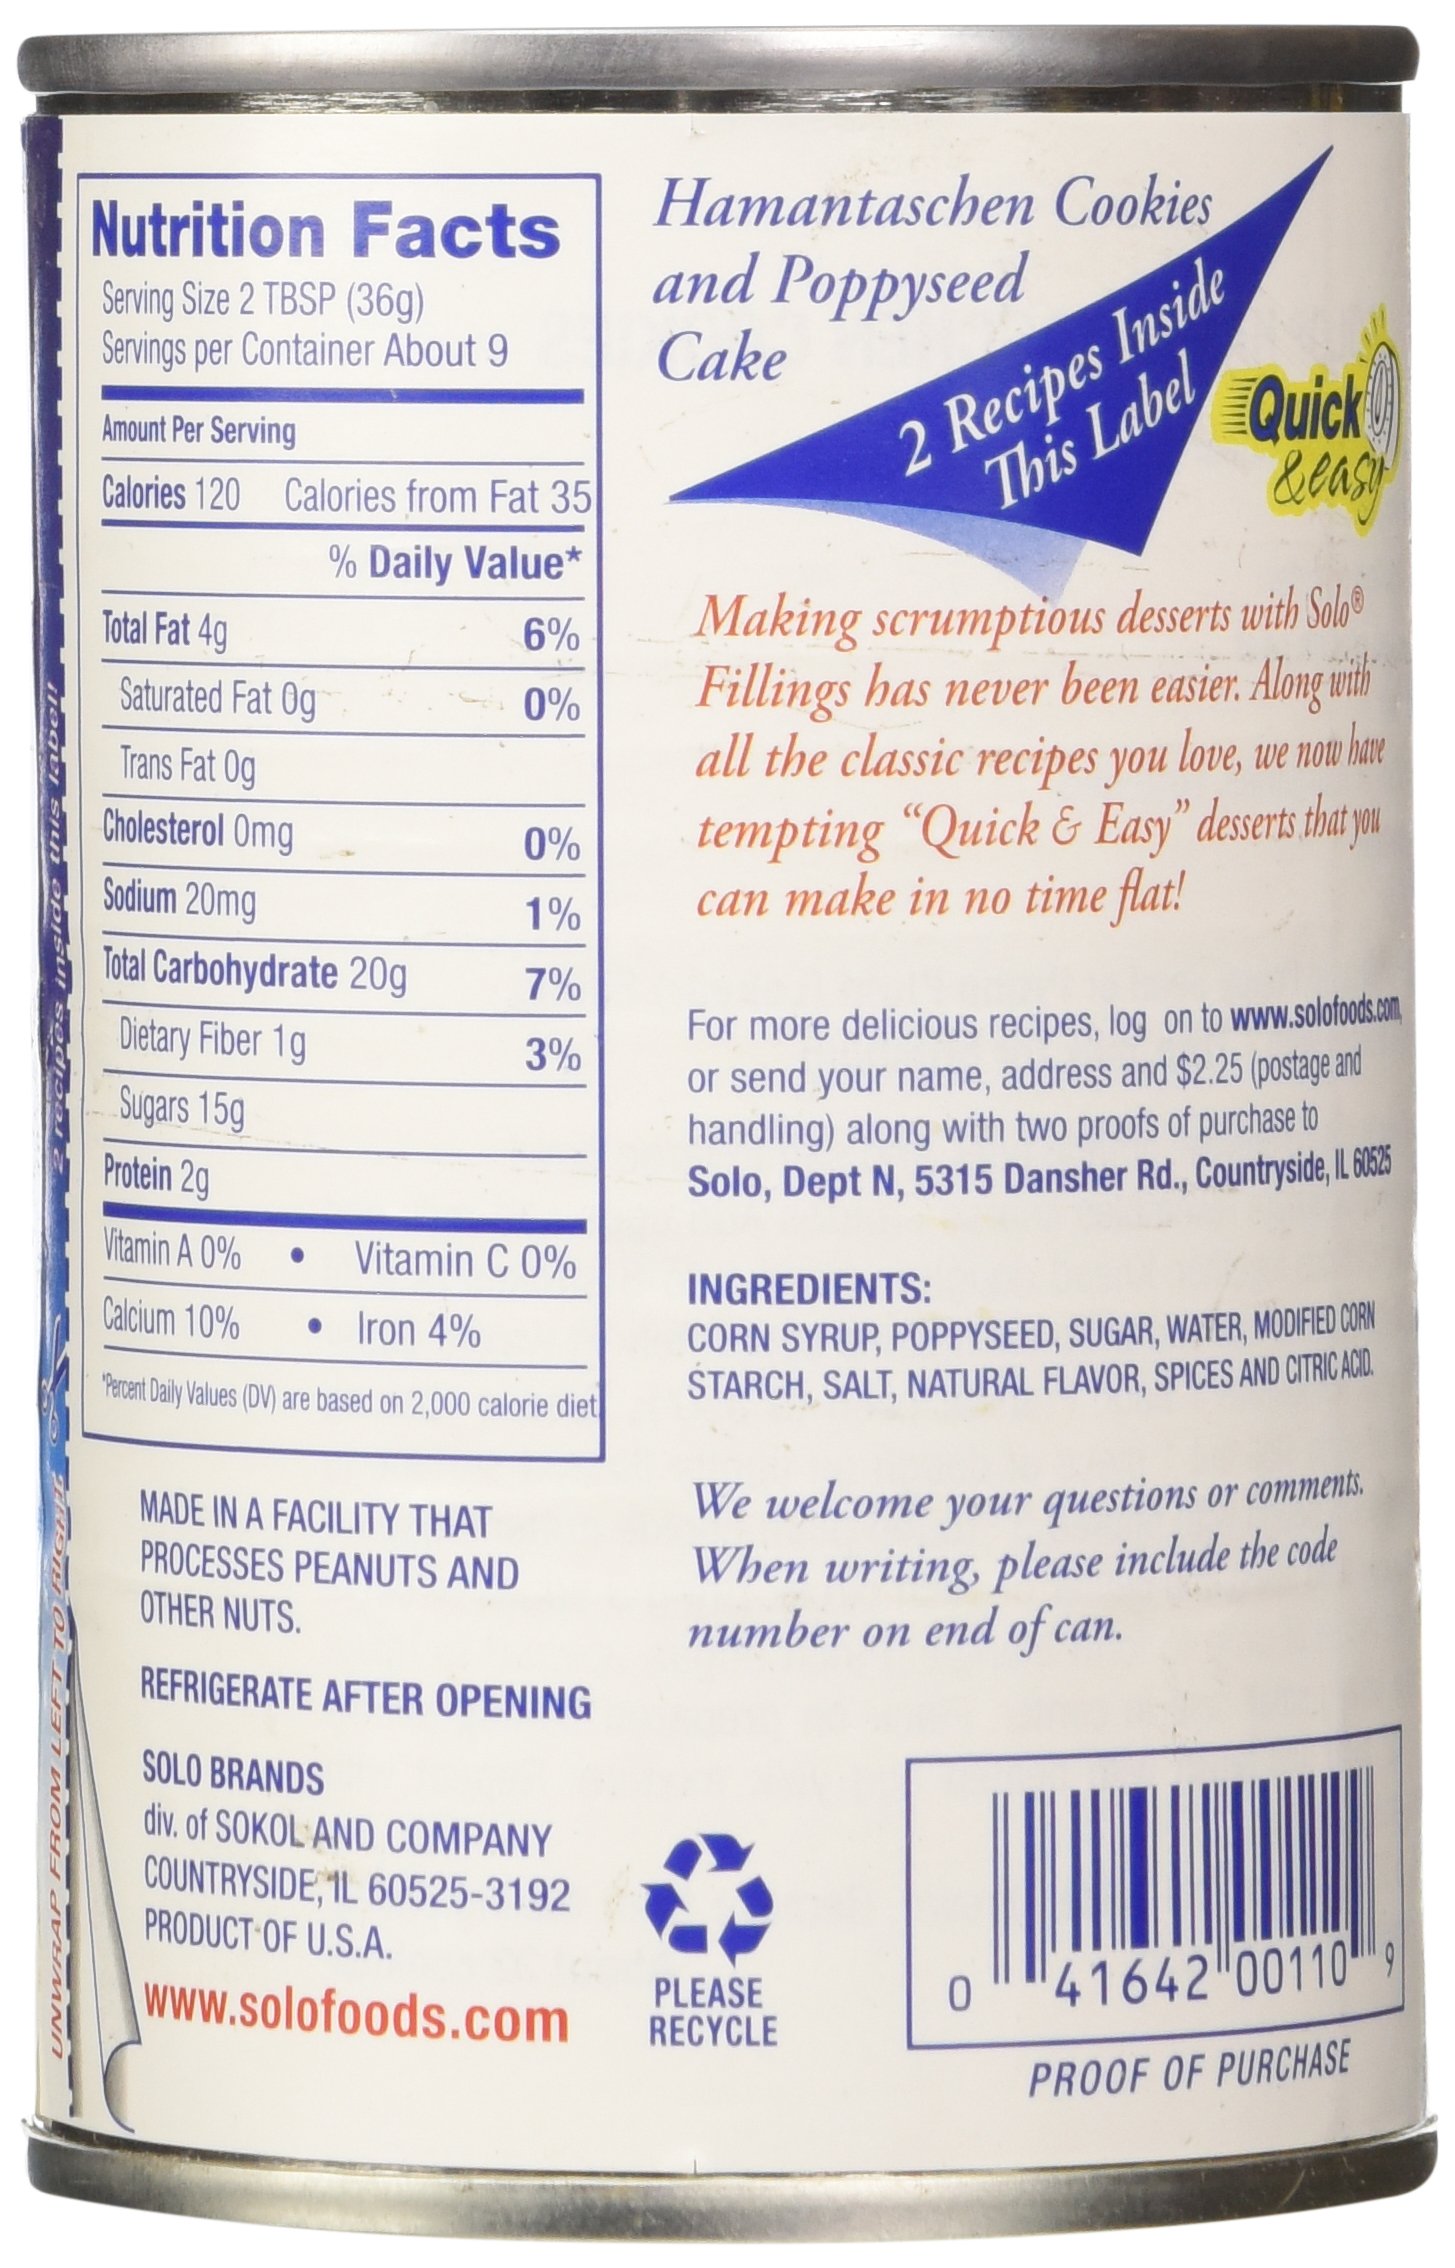 Nutrition Facts
Serving Size 2 TBSP (36g)
Servings per Container About 9
Amount Per Serving
Calories 120 Calories from Fat 35
% Daily Value*
Total Fat 4g 6%
Saturated Fat 0g 0%
Trans Fat 0g
Cholesterol 0mg 0%
Sodium 20mg 1%
Total Carbohydrate 20g 7%
Dietary Fiber 1g 3%
Sugars 15g
Protein 2g
Vitamin A 0% • Vitamin C 0%
Calcium 10% • Iron 4%
*Percent Daily Values (DV) are based on 2,000 calorie diet
MADE IN A FACILITY THAT
PROCESSES PEANUTS AND
OTHER NUTS.
REFRIGERATE AFTER OPENING
SOLO BRANDS
div. of SOKOL AND COMPANY
COUNTRYSIDE, IL 60525-3192
PRODUCT OF U.S.A.
www.solofoods.com
Hamantaschen Cookies
and Poppyseed
Cake
2 Recipes Inside
This Label
Quick
&easy
Making scrumptious desserts with Solo®
Fillings has never been easier. Along with
all the classic recipes you love, we now have
tempting “Quick & Easy” desserts that you
can make in no time flat!
For more delicious recipes, log on to www.solofoods.com,
or send your name, address and $2.25 (postage and
handling) along with two proofs of purchase to
Solo, Dept N, 5315 Dansher Rd., Countryside, IL 60525
INGREDIENTS:
CORN SYRUP, POPPYSEED, SUGAR, WATER, MODIFIED CORN
STARCH, SALT, NATURAL FLAVOR, SPICES AND CITRIC ACID.
We welcome your questions or comments.
When writing, please include the code
number on end of can.
PLEASE
RECYCLE
0 41642 00110 9
PROOF OF PURCHASE
2 recipes inside this label!
UNWRAP FROM LEFT TO RIGHT